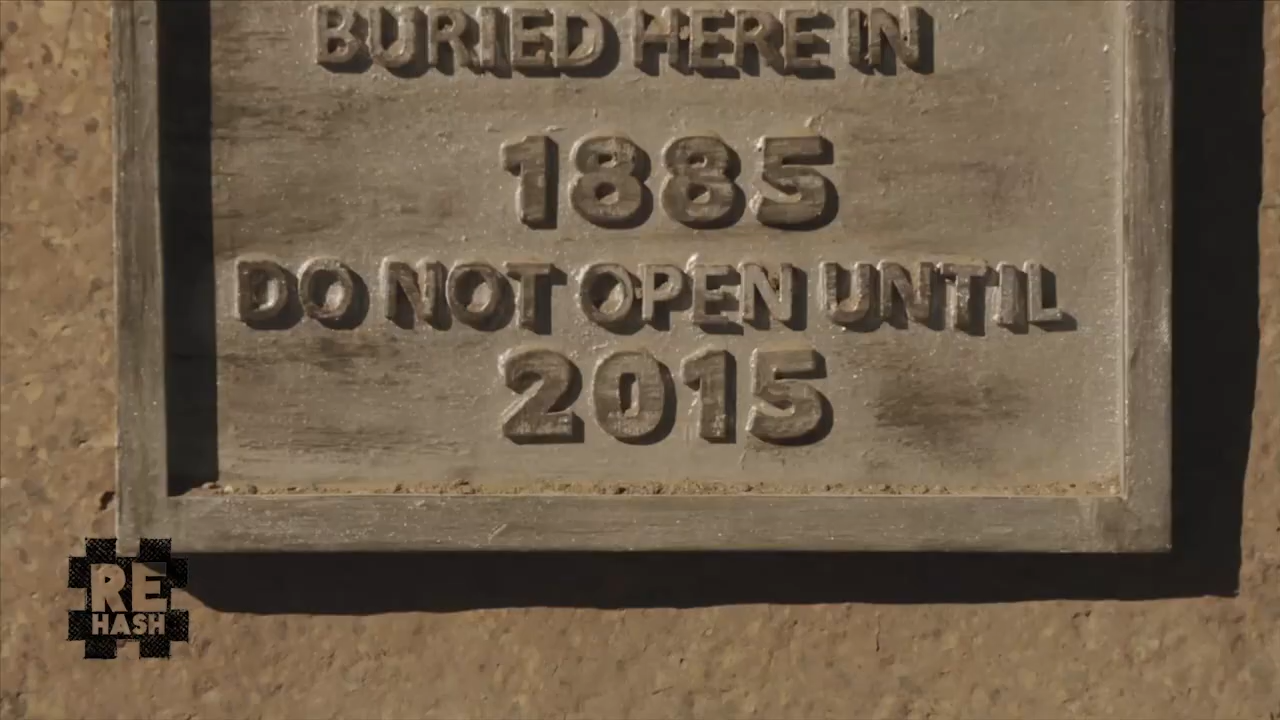 BURIED HERE IN
1885
DO NOT OPEN UNTIL
2015
RE
HASH